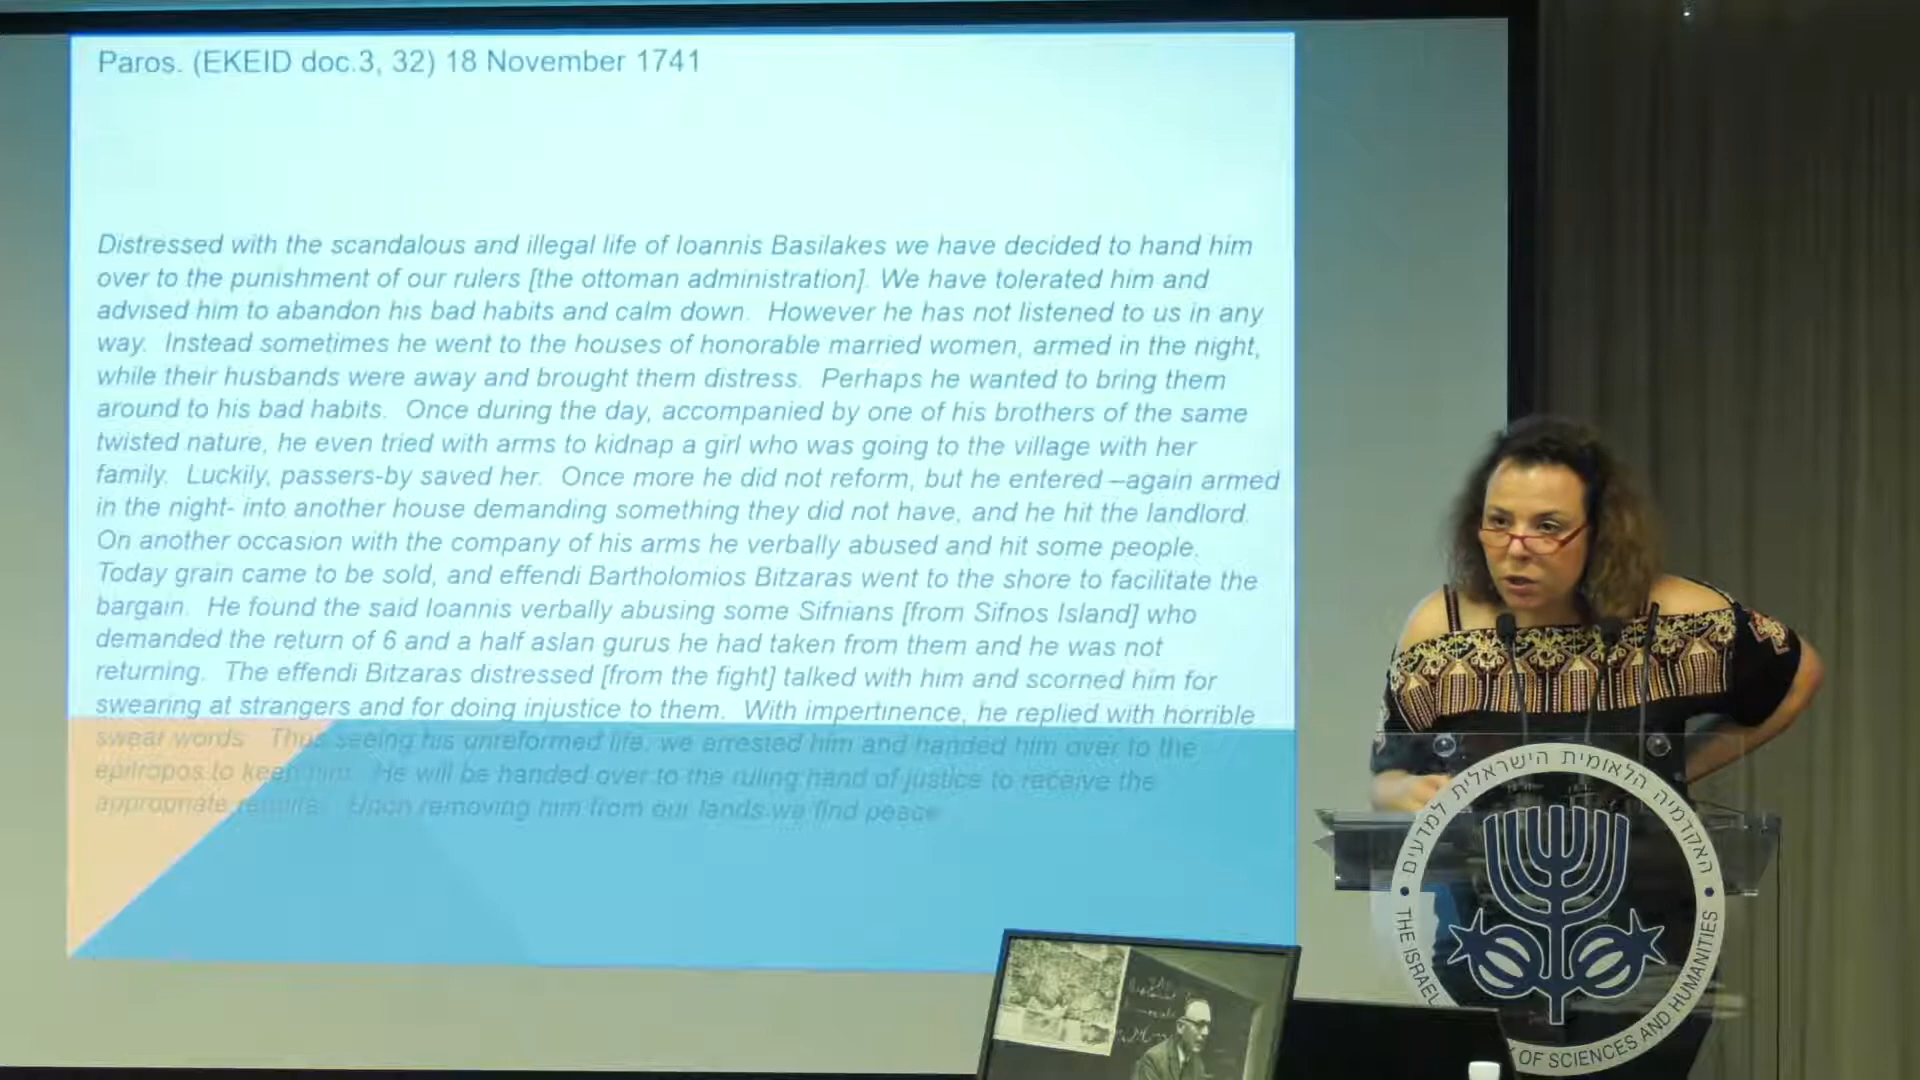 Paros. (EKEID doc.3, 32) 18 November 1741
Distressed with the scandalous and illegal life of Ioannis Basilakes we have decided to hand him
over to the punishment of our rulers [the ottoman administration]. We have tolerated him and
advised him to abandon his bad habits and calm down. However he has not listened to us in any
way. Instead sometimes he went to the houses of honorable married women, armed in the night,
while their husbands were away and brought them distress. Perhaps he wanted to bring them
around to his bad habits. Once during the day, accompanied by one of his brothers of the same
twisted nature, he even tried with arms to kidnap a girl who was going to the village with her
family. Luckily, passers-by saved her. Once more he did not reform, but he entered –again armed
in the night- into another house demanding something they did not have, and he hit the landlord.
On another occasion with the company of his arms he verbally abused and hit some people.
Today grain came to be sold, and effendi Bartholomios Bitzaras went to the shore to facilitate the
bargain. He found the said Ioannis verbally abusing some Sifnians [from Sifnos Island] who
demanded the return of 6 and a half aslan gurus he had taken from them and he was not
returning. The effendi Bitzaras distressed [from the fight] talked with him and scorned him for
swearing at strangers and for doing injustice to them. With impertinence, he replied with horrible
swear words. Thus seeing his unreformed life, we arrested him and handed him over to the
epitropos to keep him. He will be handed over to the ruling hand of justice to receive the
appropriate Upon removing him from our lands we find peace
האקדמיה הלאומית הישראלית למדעים
THE ISRAEL
Y OF SCIENCES AND HUMANITIES